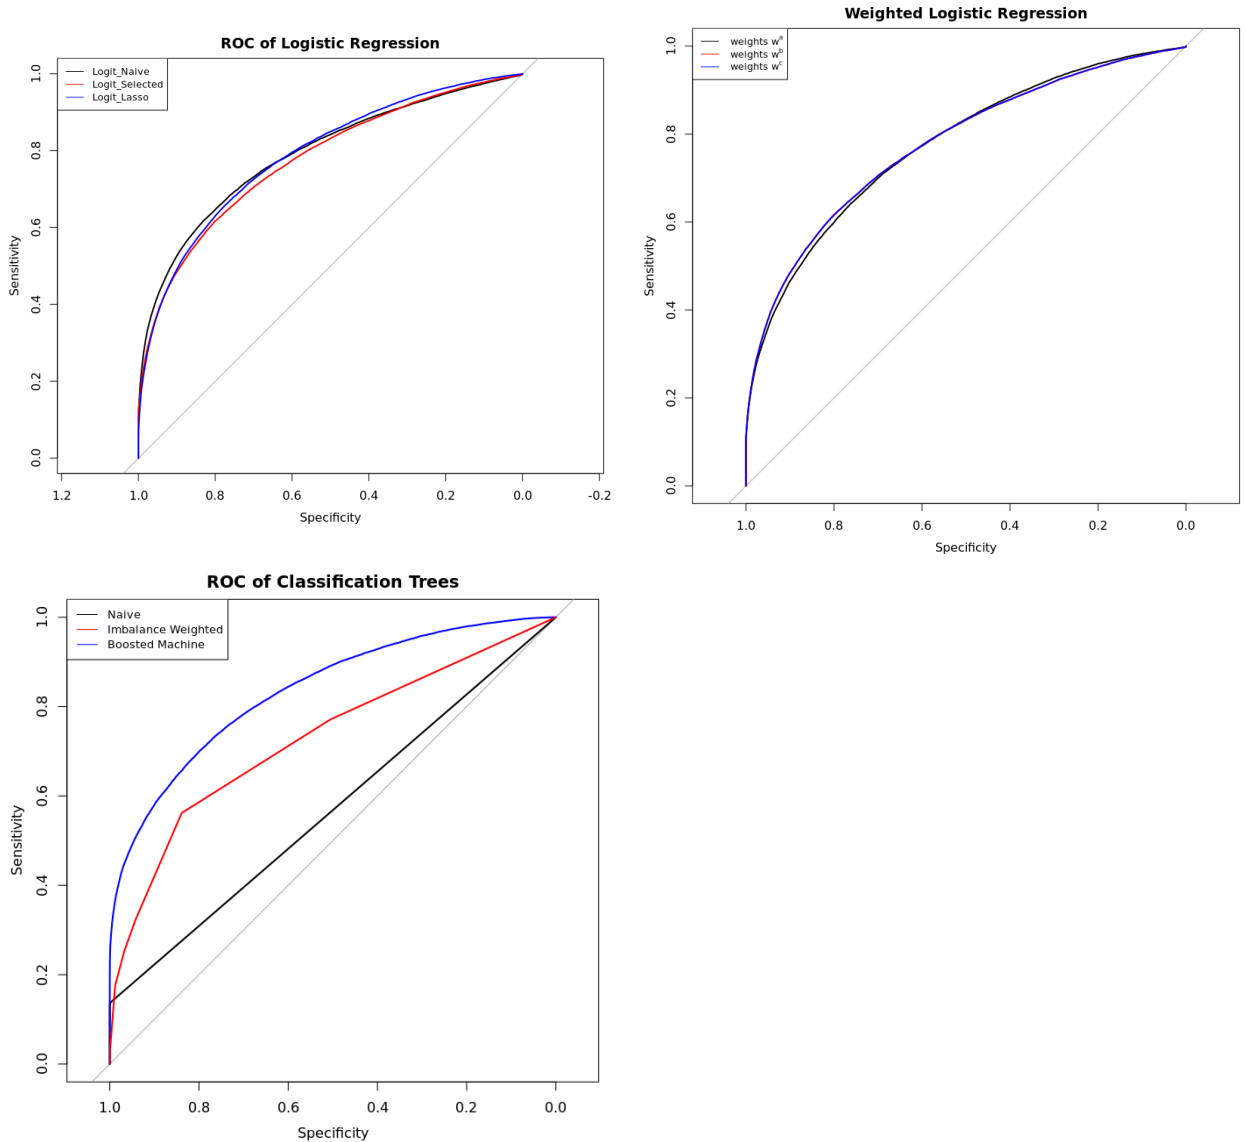 ROC of Logistic Regression
Logit_Naive
Logit_Selected
Logit_Lasso
Sensitivity
0.0 0.2 0.4 0.6 0.8 1.0
1.2 1.0 0.8 0.6 0.4 0.2 0.0 -0.2
Specificity
Weighted Logistic Regression
weights wᵃ
weights wᵇ
weights wᶜ
Sensitivity
0.0 0.2 0.4 0.6 0.8 1.0
1.0 0.8 0.6 0.4 0.2 0.0
Specificity
ROC of Classification Trees
Naive
Imbalance Weighted
Boosted Machine
Sensitivity
0.0 0.2 0.4 0.6 0.8 1.0
1.0 0.8 0.6 0.4 0.2 0.0
Specificity